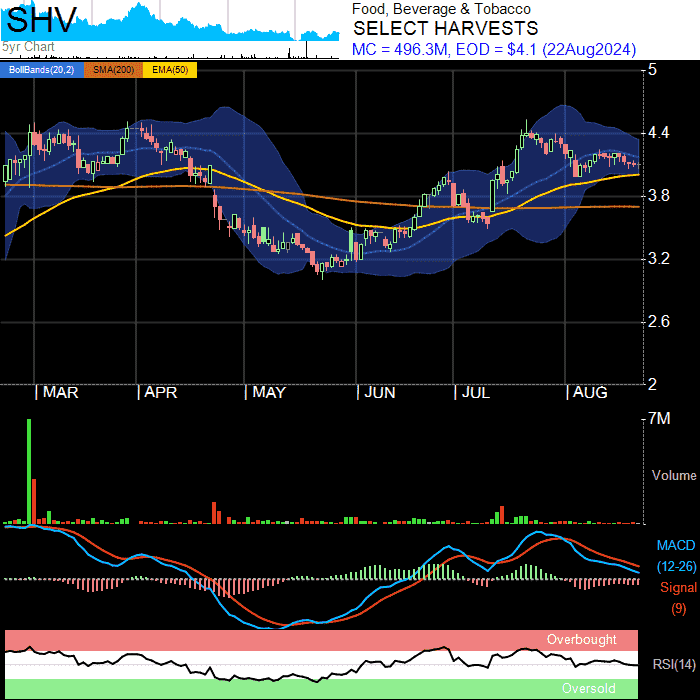 SHV
5yr Chart
Food, Beverage & Tobacco
SELECT HARVESTS
MC = 496.3M, EOD = $4.1 (22Aug2024)
BollBands(20,2) SMA(200) EMA(50)
5
4.4
3.8
3.2
2.6
2
| MAR | APR | MAY | JUN | JUL | AUG
7M
Volume
MACD
(12-26)
Signal
(9)
Overbought
RSI(14)
Oversold